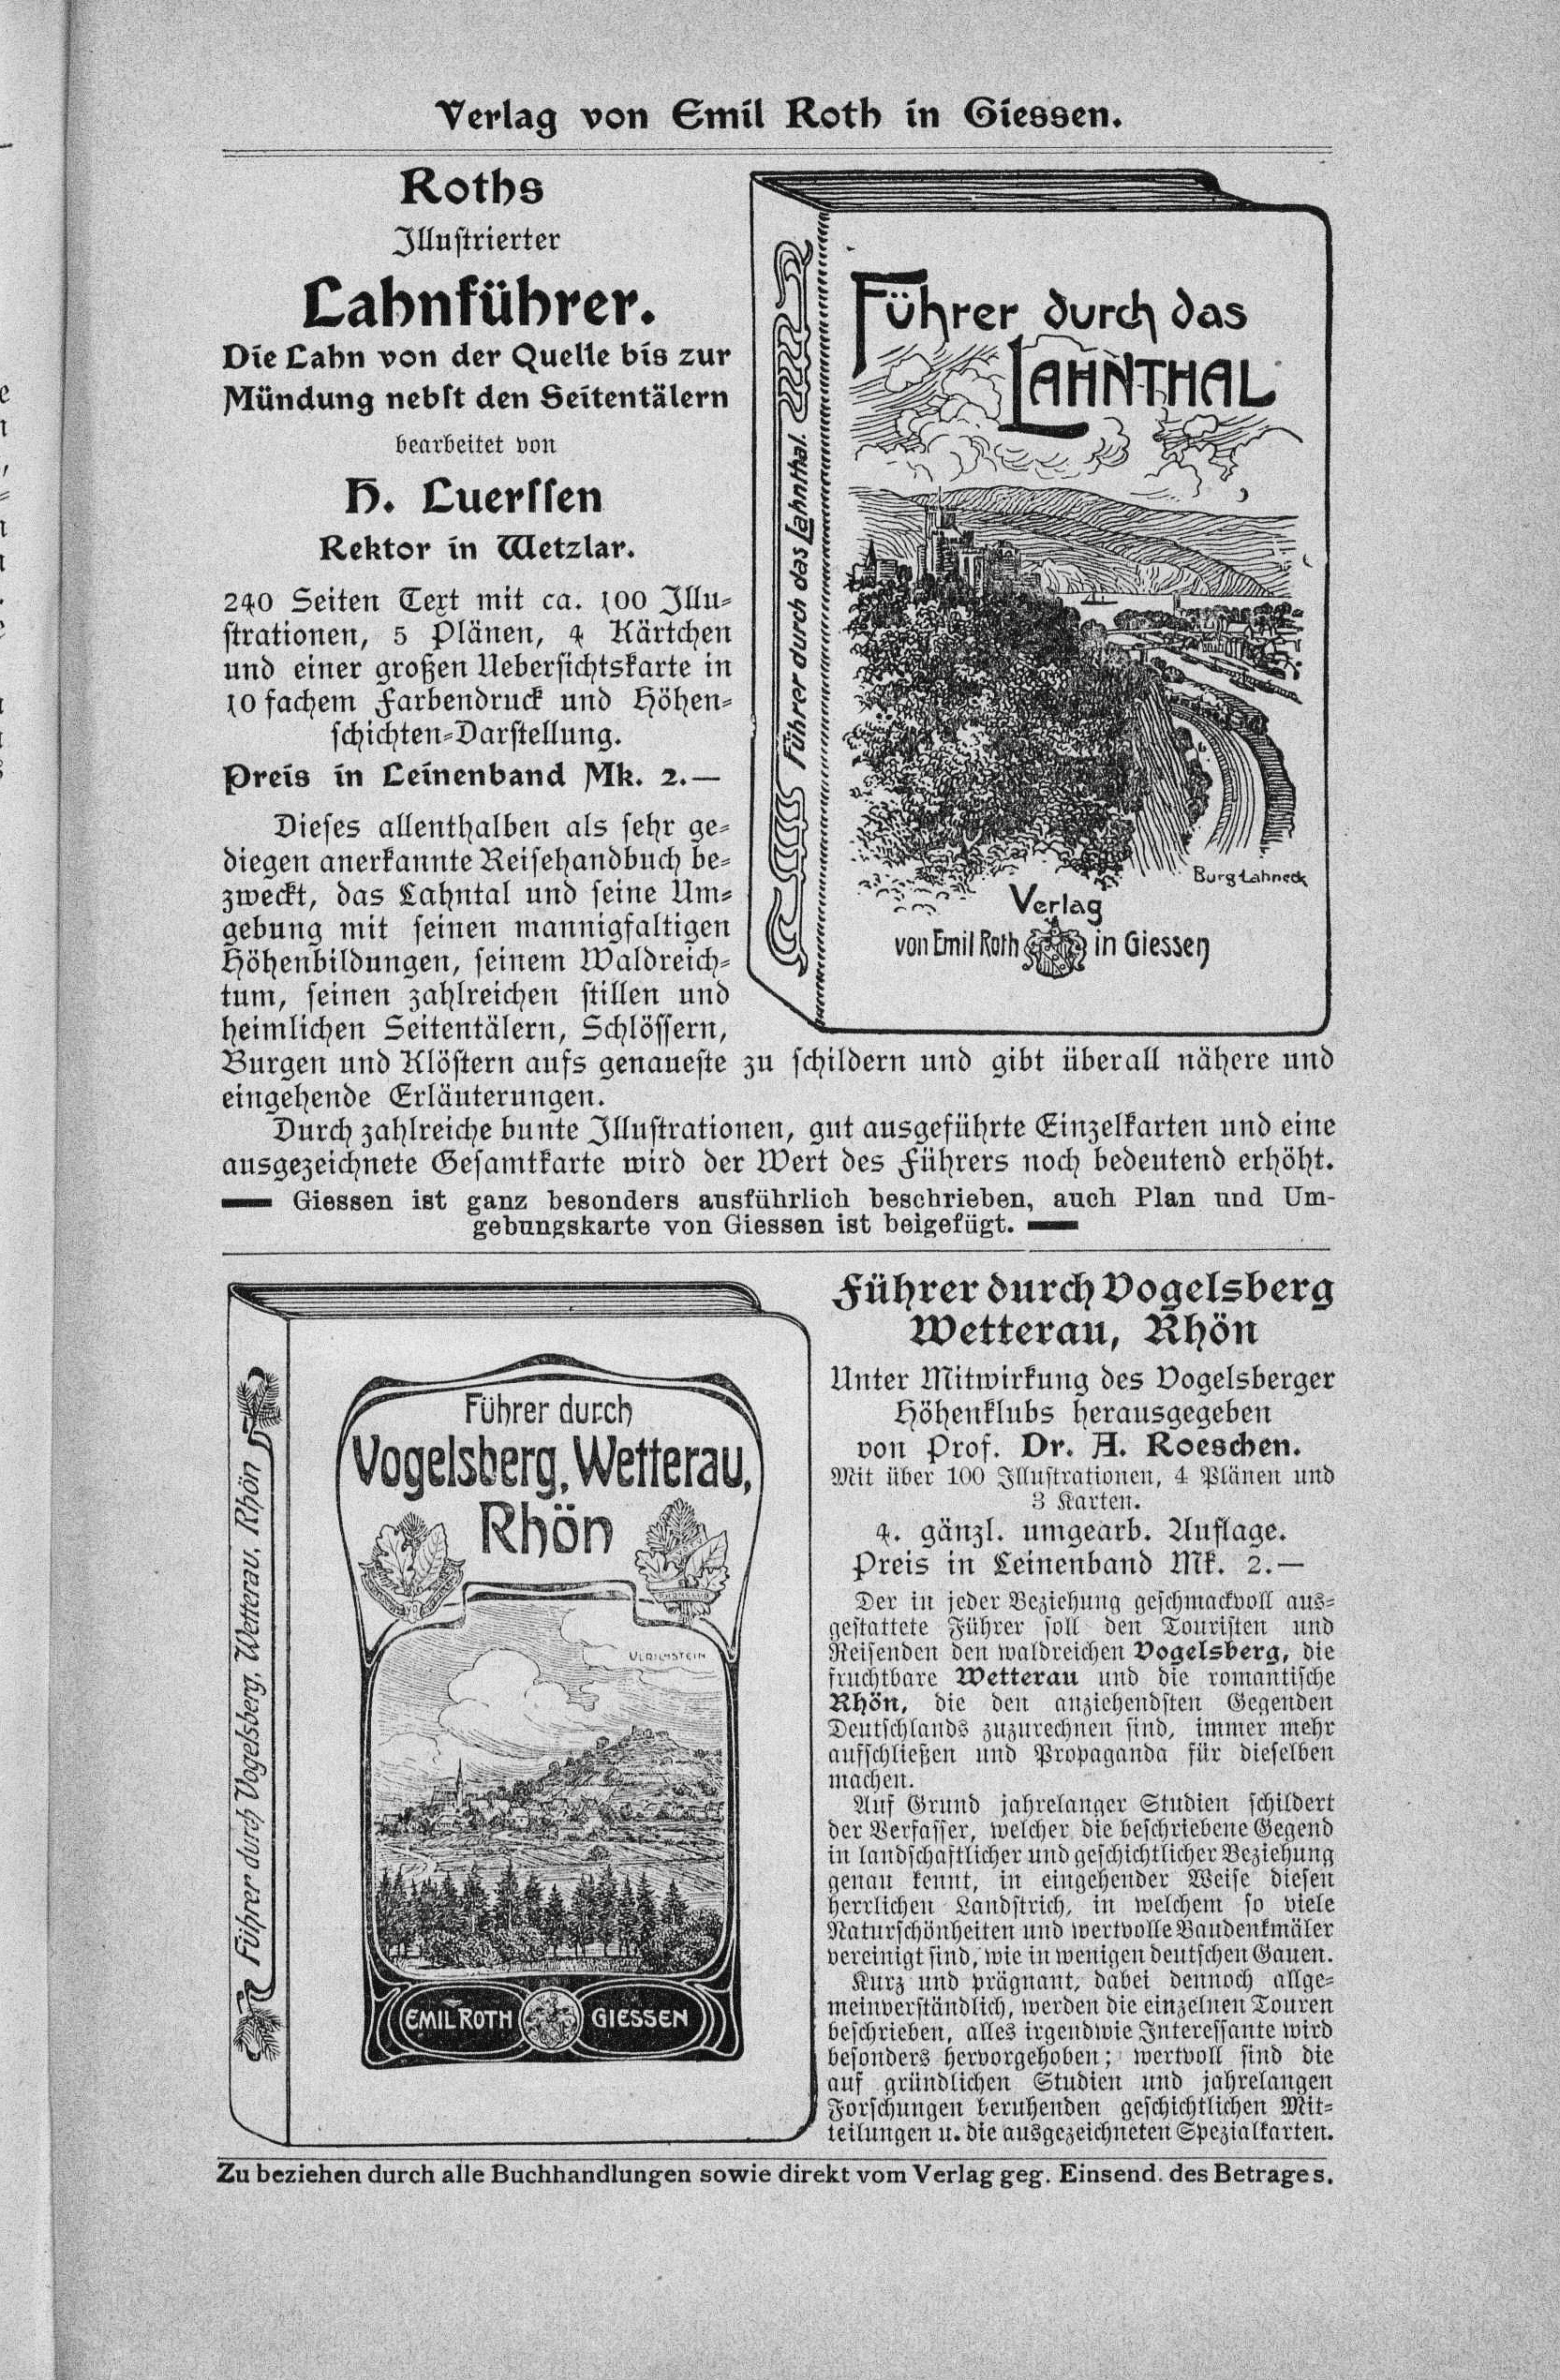 Verlag von Emil Roth in Giessen.
Roths
Illustrierter
Lahnführer.
Die Lahn von der Quelle bis zur
Mündung nebst den Seitentälern
bearbeitet von
H. Luerssen
Rektor in Wetzlar.
240 Seiten Text mit ca. 100 Illu-
strationen, 5 Plänen, 4 Kärtchen
und einer großen Uebersichtskarte in
10 fachem Farbendruck und Höhen-
schichten-Darstellung.
Preis in Leinenband Mk. 2.—
Dieses allenthalben als sehr ge-
diegen anerkannte Reisehandbuch be-
zweckt, das Lahntal und seine Um-
gebung mit seinen mannigfaltigen
Höhenbildungen, seinem Waldreich-
tum, seinen zahlreichen stillen und
heimlichen Seitentälern, Schlössern,
Burgen und Klöstern aufs genaueste zu schildern und gibt überall nähere und
eingehende Erläuterungen.
Durch zahlreiche bunte Illustrationen, gut ausgeführte Einzelkarten und eine
ausgezeichnete Gesamtkarte wird der Wert des Führers noch bedeutend erhöht.
Giessen ist ganz besonders ausführlich beschrieben, auch Plan und Um-
gebungskarte von Giessen ist beigefügt.
Führer durch das Lahnthal.
Führer durch das
LAHNTHAL
Burg Lahneck
Verlag
von Emil Roth in Giessen
Führer durch Vogelsberg, Wetterau, Rhön
Führer durch
Vogelsberg, Wetterau,
Rhön
ULRICHSTEIN
EMIL ROTH GIESSEN
Führer durch Vogelsberg
Wetterau, Rhön
Unter Mitwirkung des Vogelsberger
Höhenklubs herausgegeben
von Prof. Dr. A. Roeschen.
Mit über 100 Illustrationen, 4 Plänen und
3 Karten.
4. gänzl. umgearb. Auflage.
Preis in Leinenband Mk. 2.—
Der in jeder Beziehung geschmackvoll aus-
gestattete Führer soll den Touristen und
Reisenden den waldreichen Vogelsberg, die
fruchtbare Wetterau und die romantische
Rhön, die den anziehendsten Gegenden
Deutschlands zuzurechnen sind, immer mehr
aufschließen und Propaganda für dieselben
machen.
Auf Grund jahrelanger Studien schildert
der Verfasser, welcher die beschriebene Gegend
in landschaftlicher und geschichtlicher Beziehung
genau kennt, in eingehender Weise diesen
herrlichen Landstrich, in welchem so viele
Naturschönheiten und wertvolle Baudenkmäler
vereinigt sind, wie in wenigen deutschen Gauen.
Kurz und prägnant, dabei dennoch allge-
meinverständlich, werden die einzelnen Touren
beschrieben, alles irgendwie Interessante wird
besonders hervorgehoben; wertvoll sind die
auf gründlichen Studien und jahrelangen
Forschungen beruhenden geschichtlichen Mit-
teilungen u. die ausgezeichneten Spezialkarten.
Zu beziehen durch alle Buchhandlungen sowie direkt vom Verlag geg. Einsend. des Betrages.